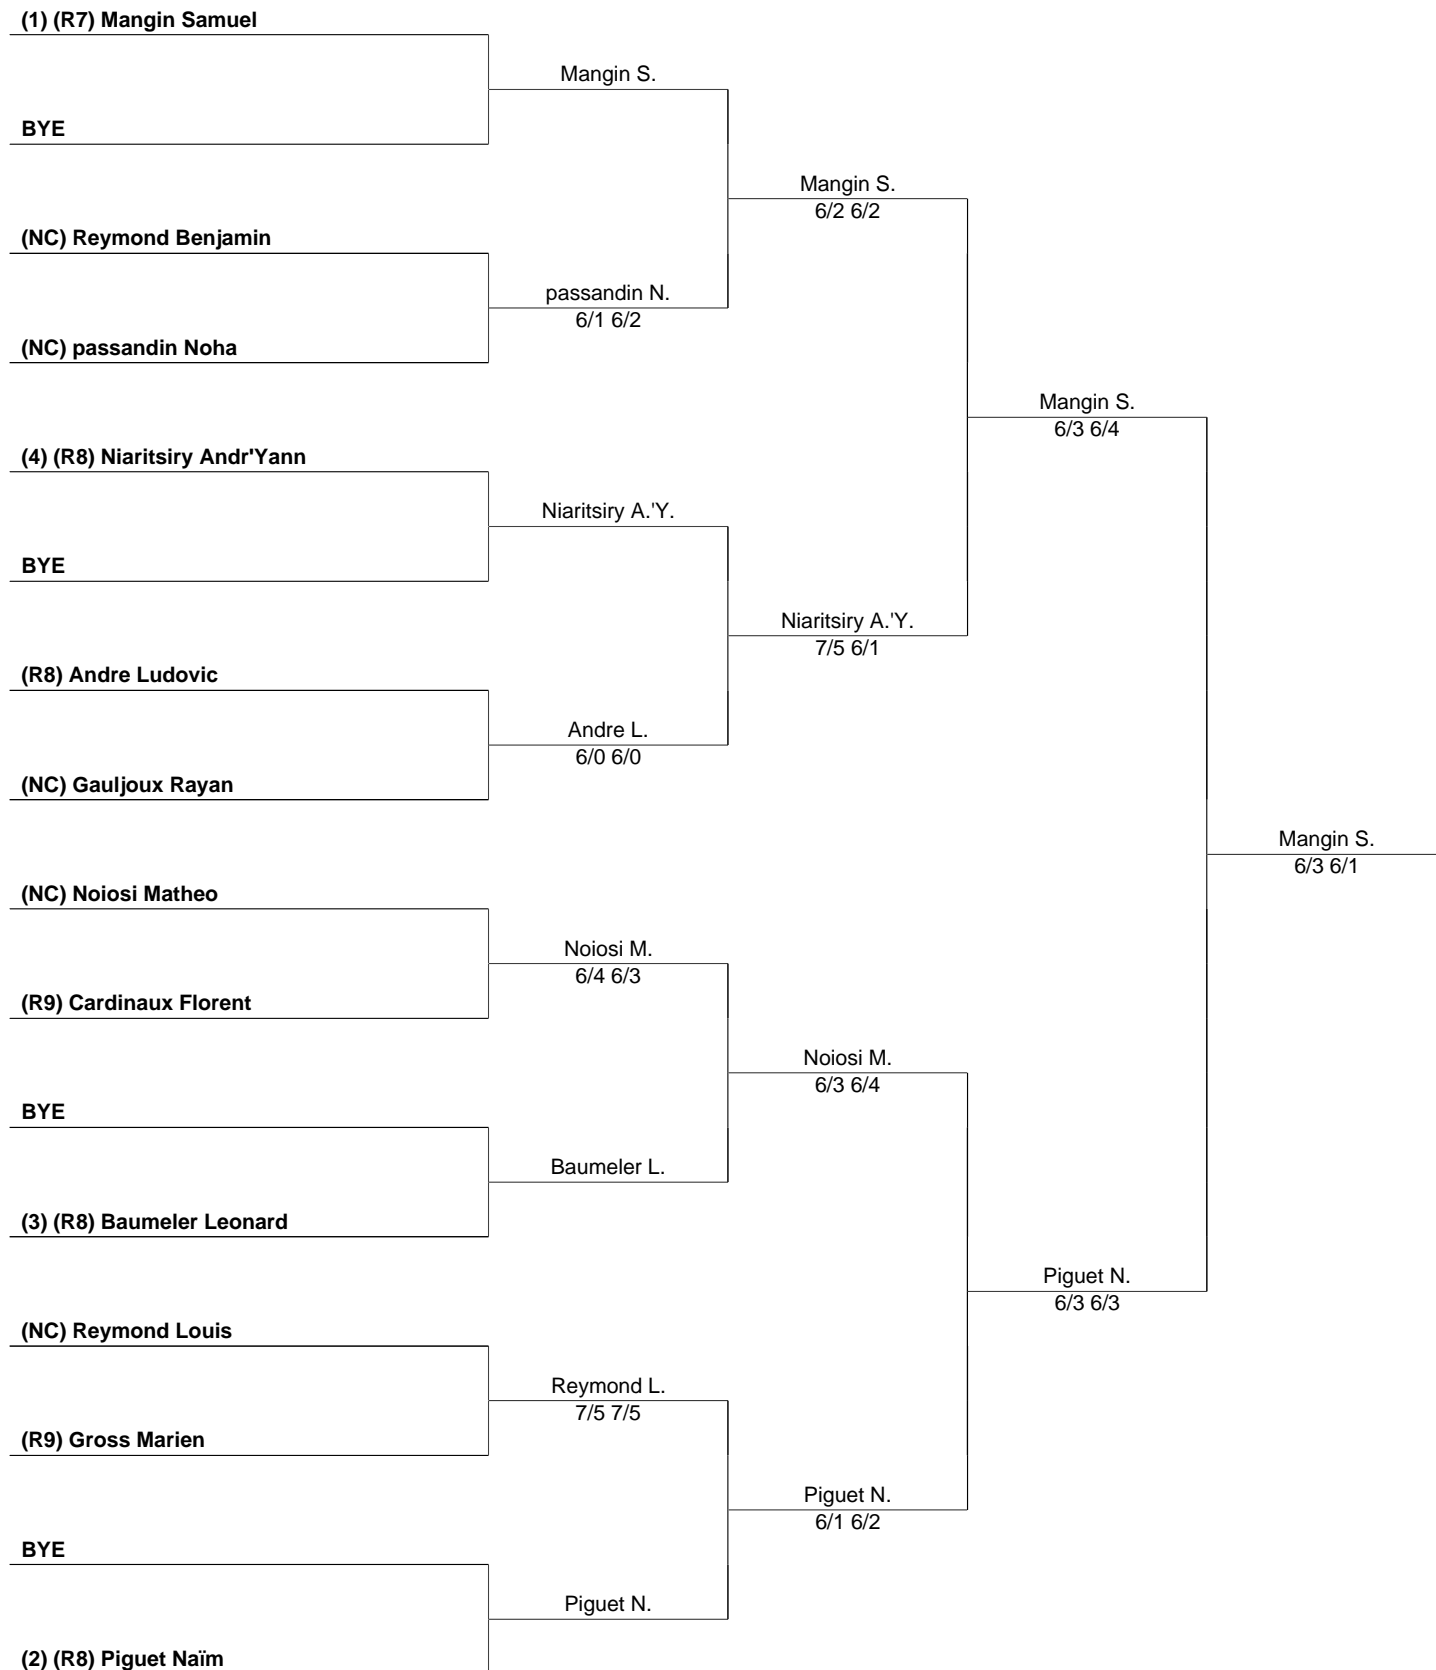 (1) (R7) Mangin Samuel
Mangin S.
BYE
Mangin S.
6/2 6/2
(NC) Reymond Benjamin
passandin N.
6/1 6/2
(NC) passandin Noha
Mangin S.
6/3 6/4
(4) (R8) Niaritsiry Andr'Yann
Niaritsiry A.'Y.
BYE
Niaritsiry A.'Y.
7/5 6/1
(R8) Andre Ludovic
Andre L.
6/0 6/0
(NC) Gauljoux Rayan
Mangin S.
6/3 6/1
(NC) Noiosi Matheo
Noiosi M.
6/4 6/3
(R9) Cardinaux Florent
Noiosi M.
6/3 6/4
BYE
Baumeler L.
(3) (R8) Baumeler Leonard
Piguet N.
6/3 6/3
(NC) Reymond Louis
Reymond L.
7/5 7/5
(R9) Gross Marien
Piguet N.
6/1 6/2
BYE
Piguet N.
(2) (R8) Piguet Naïm